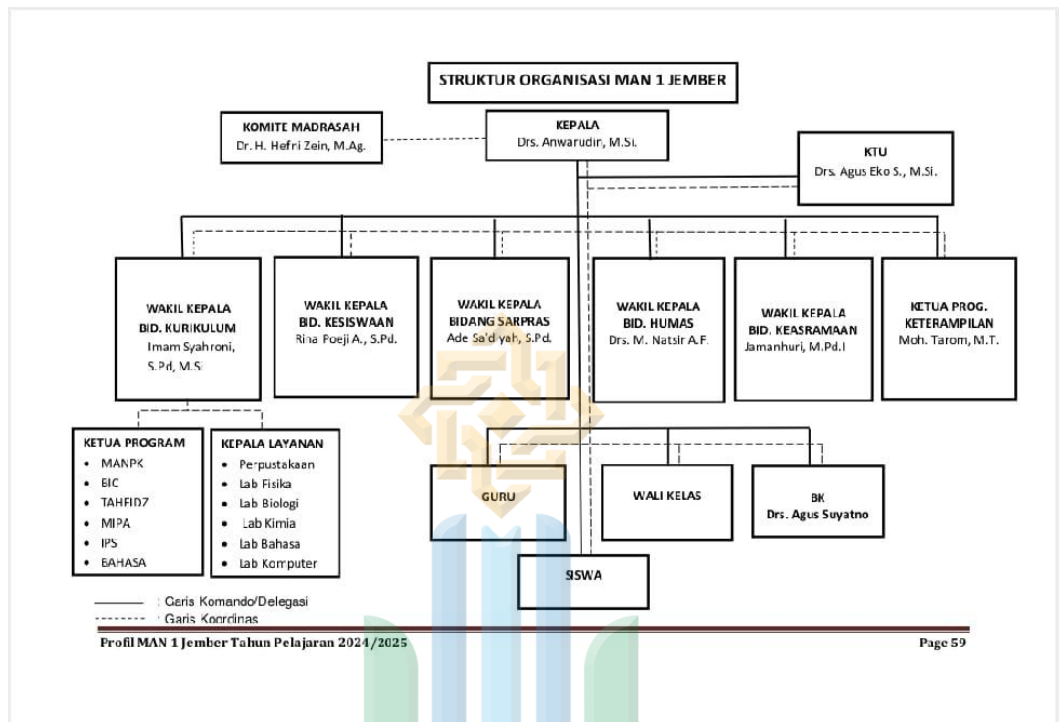 STRUKTUR ORGANISASI MAN 1 JEMBER
KOMITE MADRASAH
Dr. H. Hefni Zein, M.Ag.
KEPALA
Drs. Anwarudin, M.Si.
KTU
Drs. Agus Eko S., M.Si.
WAKIL KEPALA
BID. KURIKULUM
Imam Syahroni,
S.Pd, M.Si
WAKIL KEPALA
BID. KESISWAAN
Rina Poeji A., S.Pd.
WAKIL KEPALA
BIDANG SARPRAS
Ade Sa'diyah, S.Pd.
WAKIL KEPALA
BID. HUMAS
Drs. M. Natsir A.F.
WAKIL KEPALA
BID. KEASRAMAAN
Jamanhuri, M.Pd.I
KETUA PROG.
KETERAMPILAN
Moh. Tarom, M.T.
KETUA PROGRAM
• MANPK
• BIC
• TAHFIDZ
• MIPA
• IPS
• BAHASA
KEPALA LAYANAN
• Perpustakaan
• Lab Fisika
• Lab Biologi
• Lab Kimia
• Lab Bahasa
• Lab Komputer
GURU
WALI KELAS
BK
Drs. Agus Suyatno
SISWA
: Garis Komando/Delegasi
: Garis Koordinas
Profil MAN 1 Jember Tahun Pelajaran 2024/2025
Page 59